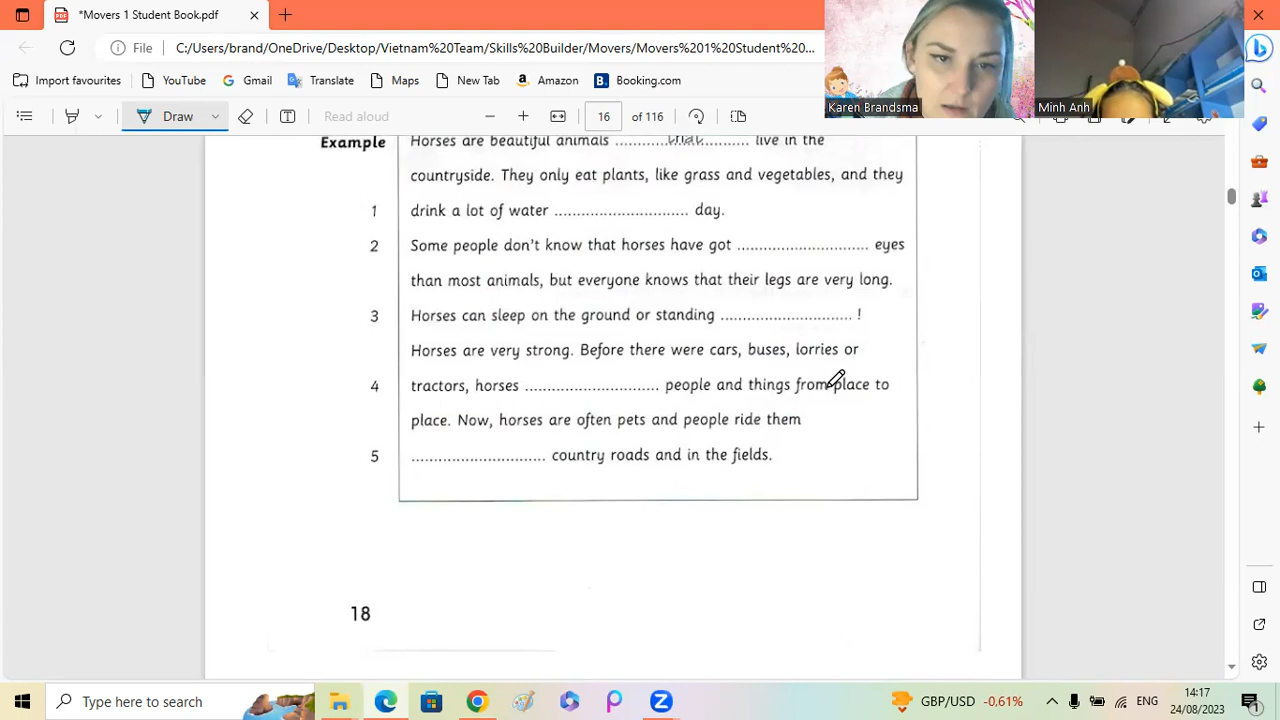 *Movers 1 Student Book.pdf
File C:/Users/brand/OneDrive/Desktop/Vietnam%20Team/Skills%20Builder/Movers/Movers%201%20Student%20...
Import favourites YouTube Gmail Translate Maps New Tab Amazon Booking.com
Draw Read aloud 16 of 116
Karen Brandsma
Minh Anh
Example Horses are beautiful animals ........that........ live in the
countryside. They only eat plants, like grass and vegetables, and they
1 drink a lot of water ............................. day.
2 Some people don't know that horses have got ............................. eyes
than most animals, but everyone knows that their legs are very long.
3 Horses can sleep on the ground or standing ............................. !
Horses are very strong. Before there were cars, buses, lorries or
4 tractors, horses ............................. people and things from place to
place. Now, horses are often pets and people ride them
5 ............................. country roads and in the fields.
18
Type here to search
GBP/USD -0,61%
ENG
14:17
24/08/2023